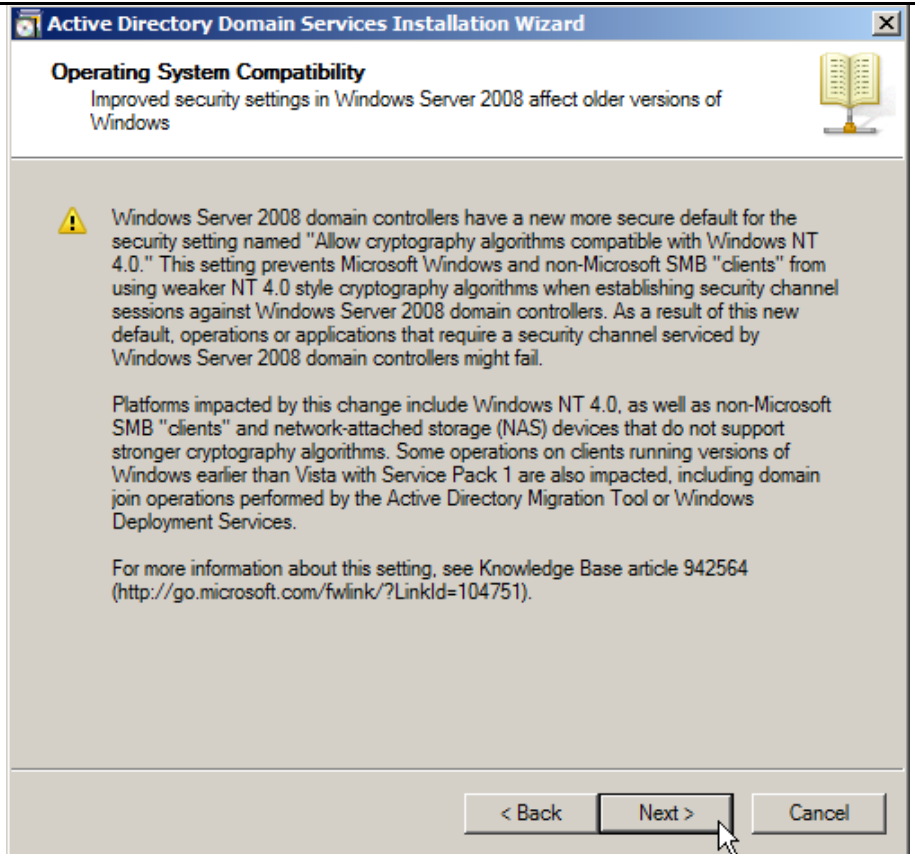 Active Directory Domain Services Installation Wizard
Operating System Compatibility
Improved security settings in Windows Server 2008 affect older versions of
Windows
Windows Server 2008 domain controllers have a new more secure default for the
security setting named "Allow cryptography algorithms compatible with Windows NT
4.0." This setting prevents Microsoft Windows and non-Microsoft SMB "clients" from
using weaker NT 4.0 style cryptography algorithms when establishing security channel
sessions against Windows Server 2008 domain controllers. As a result of this new
default, operations or applications that require a security channel serviced by
Windows Server 2008 domain controllers might fail.
Platforms impacted by this change include Windows NT 4.0, as well as non-Microsoft
SMB "clients" and network-attached storage (NAS) devices that do not support
stronger cryptography algorithms. Some operations on clients running versions of
Windows earlier than Vista with Service Pack 1 are also impacted, including domain
join operations performed by the Active Directory Migration Tool or Windows
Deployment Services.
For more information about this setting, see Knowledge Base article 942564
(http://go.microsoft.com/fwlink/?LinkId=104751).
< Back Next > Cancel